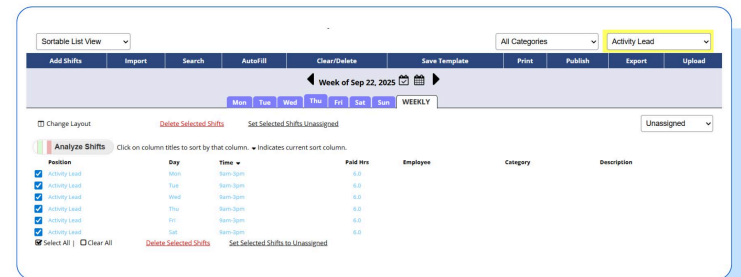 Sortable List View All Categories Activity Lead
Add Shifts Import Search AutoFill Clear/Delete Save Template Print Publish Export Upload
Week of Sep 22, 2025
Mon Tue Wed Thu Fri Sat Sun WEEKLY
Change Layout Delete Selected Shifts Set Selected Shifts Unassigned Unassigned
Analyze Shifts Click on column titles to sort by that column. ▾ Indicates current sort column.
Position Day Time ▾ Paid Hrs Employee Category Description
Activity Lead Mon 9am-3pm 6.0
Activity Lead Tue 9am-3pm 6.0
Activity Lead Wed 9am-3pm 6.0
Activity Lead Thu 9am-3pm 6.0
Activity Lead Fri 9am-3pm 6.0
Activity Lead Sat 9am-3pm 6.0
Select All | Clear All Delete Selected Shifts Set Selected Shifts to Unassigned